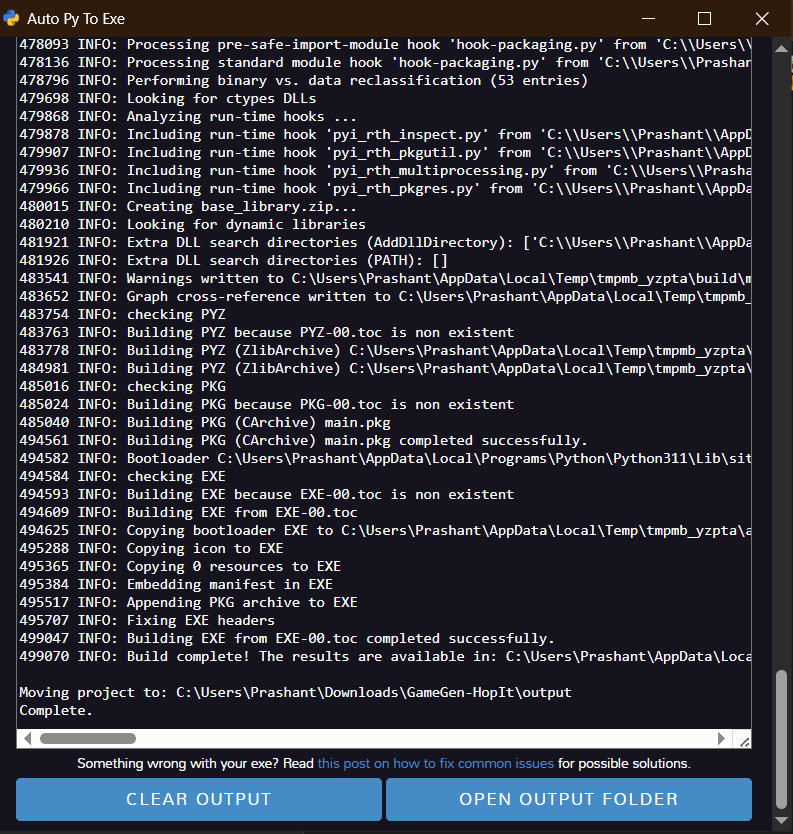 Auto Py To Exe
478093 INFO: Processing pre-safe-import-module hook 'hook-packaging.py' from 'C:\\Users\\
478136 INFO: Processing standard module hook 'hook-packaging.py' from 'C:\\Users\\Prashan
478796 INFO: Performing binary vs. data reclassification (53 entries)
479698 INFO: Looking for ctypes DLLs
479868 INFO: Analyzing run-time hooks ...
479878 INFO: Including run-time hook 'pyi_rth_inspect.py' from 'C:\\Users\\Prashant\\AppD
479907 INFO: Including run-time hook 'pyi_rth_pkgutil.py' from 'C:\\Users\\Prashant\\AppD
479936 INFO: Including run-time hook 'pyi_rth_multiprocessing.py' from 'C:\\Users\\Prasha
479966 INFO: Including run-time hook 'pyi_rth_pkgres.py' from 'C:\\Users\\Prashant\\AppDa
480015 INFO: Creating base_library.zip...
480210 INFO: Looking for dynamic libraries
481921 INFO: Extra DLL search directories (AddDllDirectory): ['C:\\Users\\Prashant\\AppDa
481926 INFO: Extra DLL search directories (PATH): []
483541 INFO: Warnings written to C:\Users\Prashant\AppData\Local\Temp\tmpmb_yzpta\build\m
483652 INFO: Graph cross-reference written to C:\Users\Prashant\AppData\Local\Temp\tmpmb_
483754 INFO: checking PYZ
483763 INFO: Building PYZ because PYZ-00.toc is non existent
483778 INFO: Building PYZ (ZlibArchive) C:\Users\Prashant\AppData\Local\Temp\tmpmb_yzpta\
484981 INFO: Building PYZ (ZlibArchive) C:\Users\Prashant\AppData\Local\Temp\tmpmb_yzpta\
485016 INFO: checking PKG
485024 INFO: Building PKG because PKG-00.toc is non existent
485040 INFO: Building PKG (CArchive) main.pkg
494561 INFO: Building PKG (CArchive) main.pkg completed successfully.
494582 INFO: Bootloader C:\Users\Prashant\AppData\Local\Programs\Python\Python311\Lib\sit
494584 INFO: checking EXE
494593 INFO: Building EXE because EXE-00.toc is non existent
494609 INFO: Building EXE from EXE-00.toc
494625 INFO: Copying bootloader EXE to C:\Users\Prashant\AppData\Local\Temp\tmpmb_yzpta\a
495288 INFO: Copying icon to EXE
495365 INFO: Copying 0 resources to EXE
495384 INFO: Embedding manifest in EXE
495517 INFO: Appending PKG archive to EXE
495707 INFO: Fixing EXE headers
499047 INFO: Building EXE from EXE-00.toc completed successfully.
499070 INFO: Build complete! The results are available in: C:\Users\Prashant\AppData\Loca
Moving project to: C:\Users\Prashant\Downloads\GameGen-HopIt\output
Complete.
Something wrong with your exe? Read this post on how to fix common issues for possible solutions.
CLEAR OUTPUT
OPEN OUTPUT FOLDER